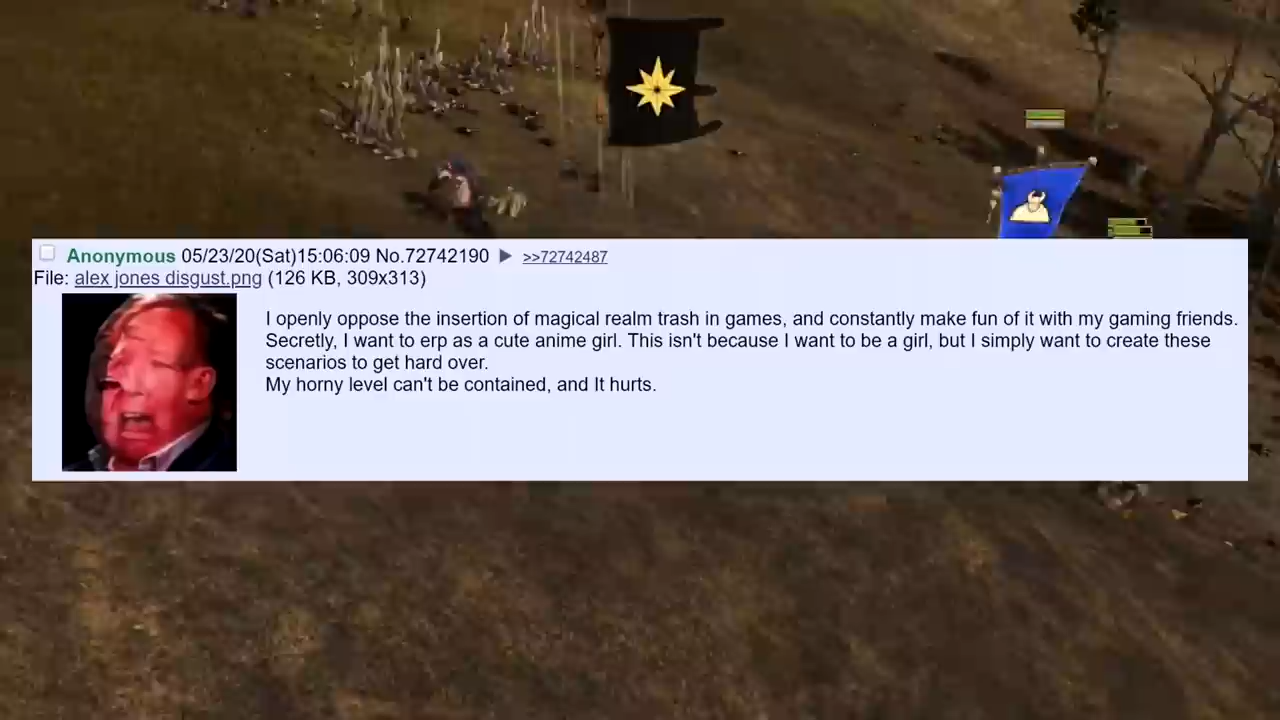 Anonymous 05/23/20(Sat)15:06:09 No.72742190 ▶ >>72742487
File: alex jones disgust.png (126 KB, 309x313)
I openly oppose the insertion of magical realm trash in games, and constantly make fun of it with my gaming friends.
Secretly, I want to erp as a cute anime girl. This isn't because I want to be a girl, but I simply want to create these
scenarios to get hard over.
My horny level can't be contained, and It hurts.